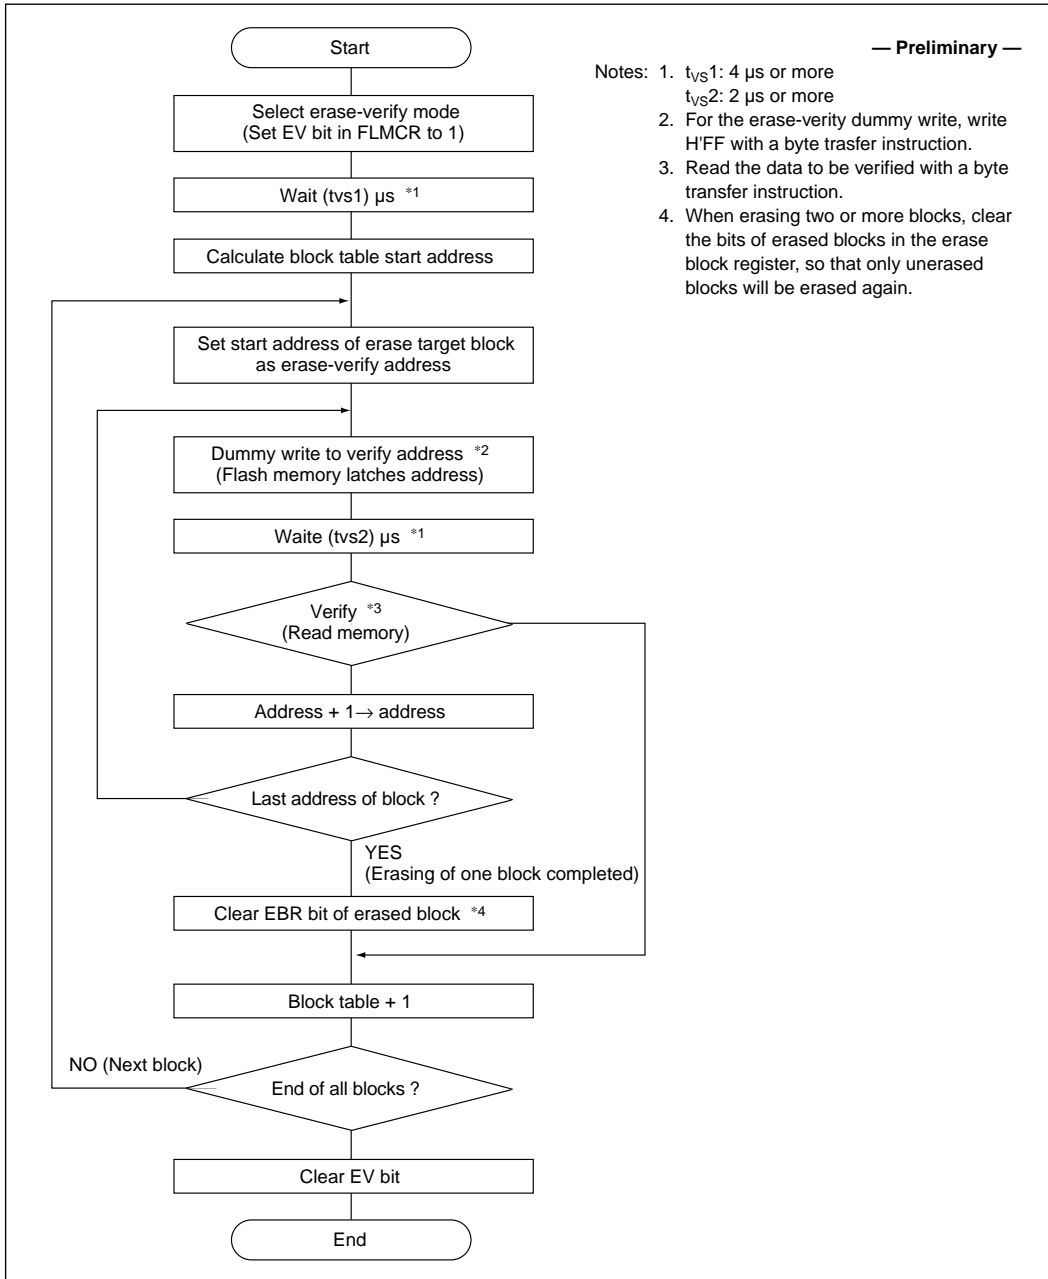 Start
— Preliminary —
Notes: 1. tVS1: 4 µs or more
tVS2: 2 µs or more
2. For the erase-verity dummy write, write
H'FF with a byte trasfer instruction.
3. Read the data to be verified with a byte
transfer instruction.
4. When erasing two or more blocks, clear
the bits of erased blocks in the erase
block register, so that only unerased
blocks will be erased again.
Select erase-verify mode
(Set EV bit in FLMCR to 1)
Wait (tvs1) µs *1
Calculate block table start address
Set start address of erase target block
as erase-verify address
Dummy write to verify address *2
(Flash memory latches address)
Waite (tvs2) µs *1
Verify *3
(Read memory)
Address + 1→ address
Last address of block ?
YES
(Erasing of one block completed)
Clear EBR bit of erased block *4
Block table + 1
NO (Next block)
End of all blocks ?
Clear EV bit
End